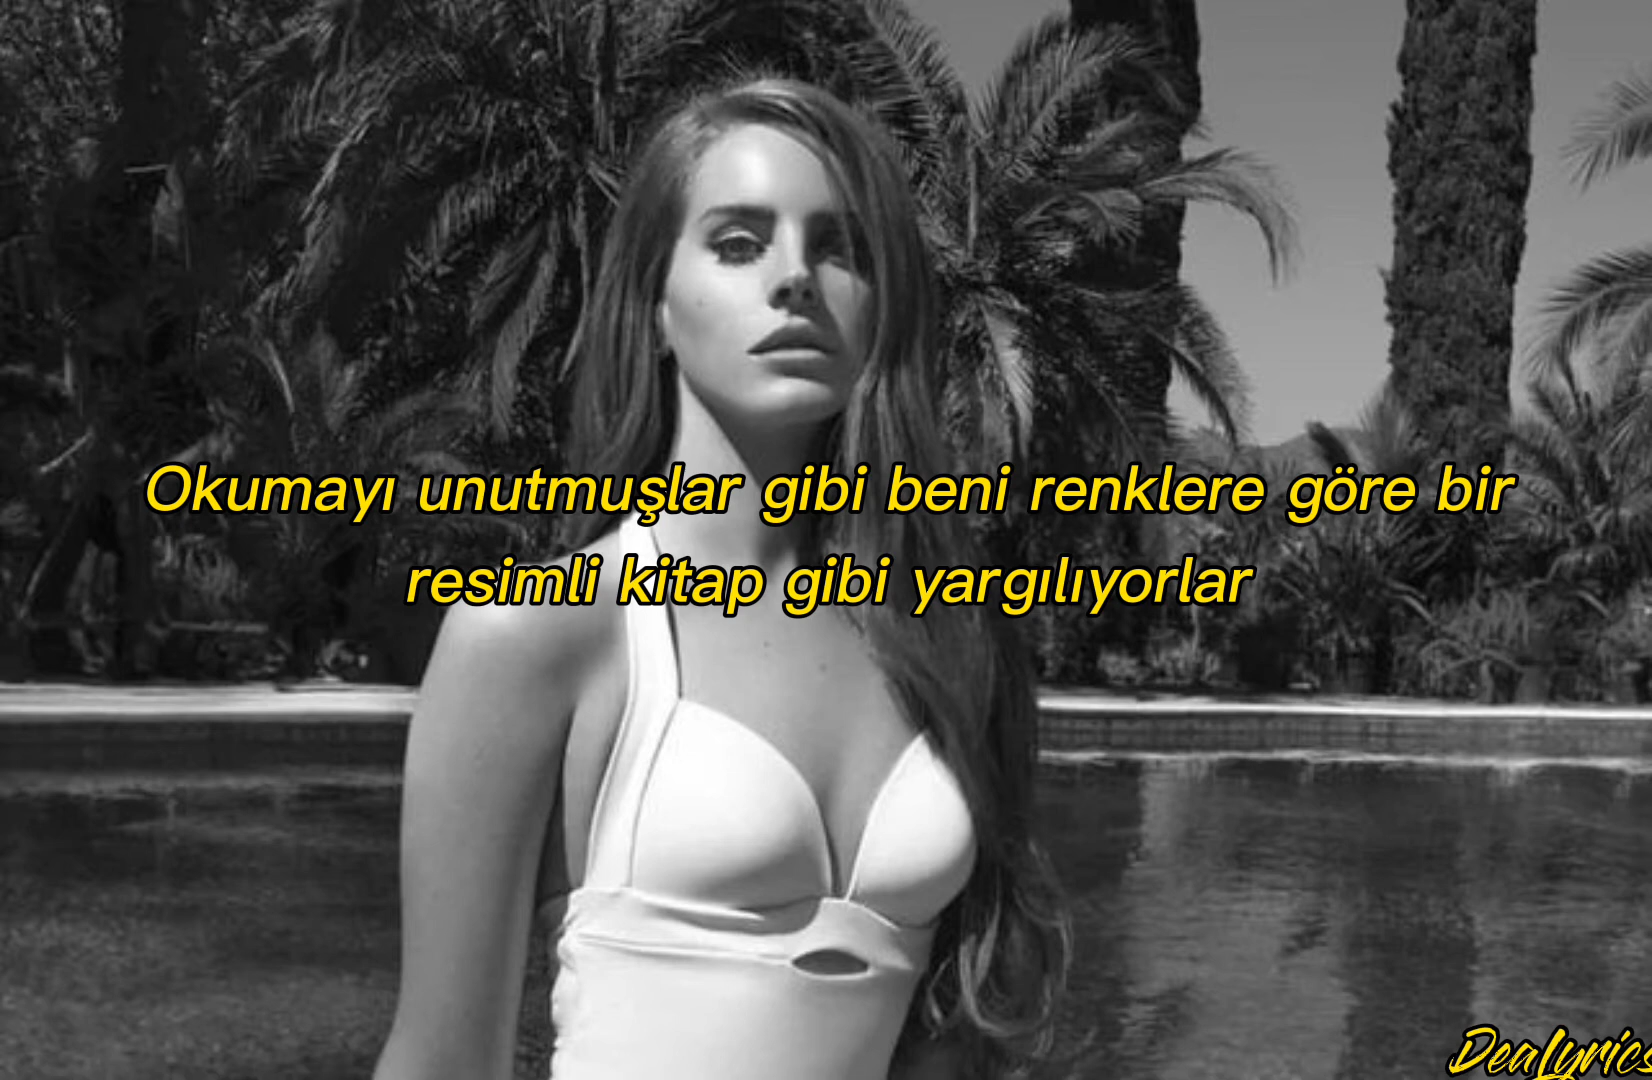 Okumayı unutmuşlar gibi beni renklere göre bir
resimli kitap gibi yargılıyorlar
DeaLyrics